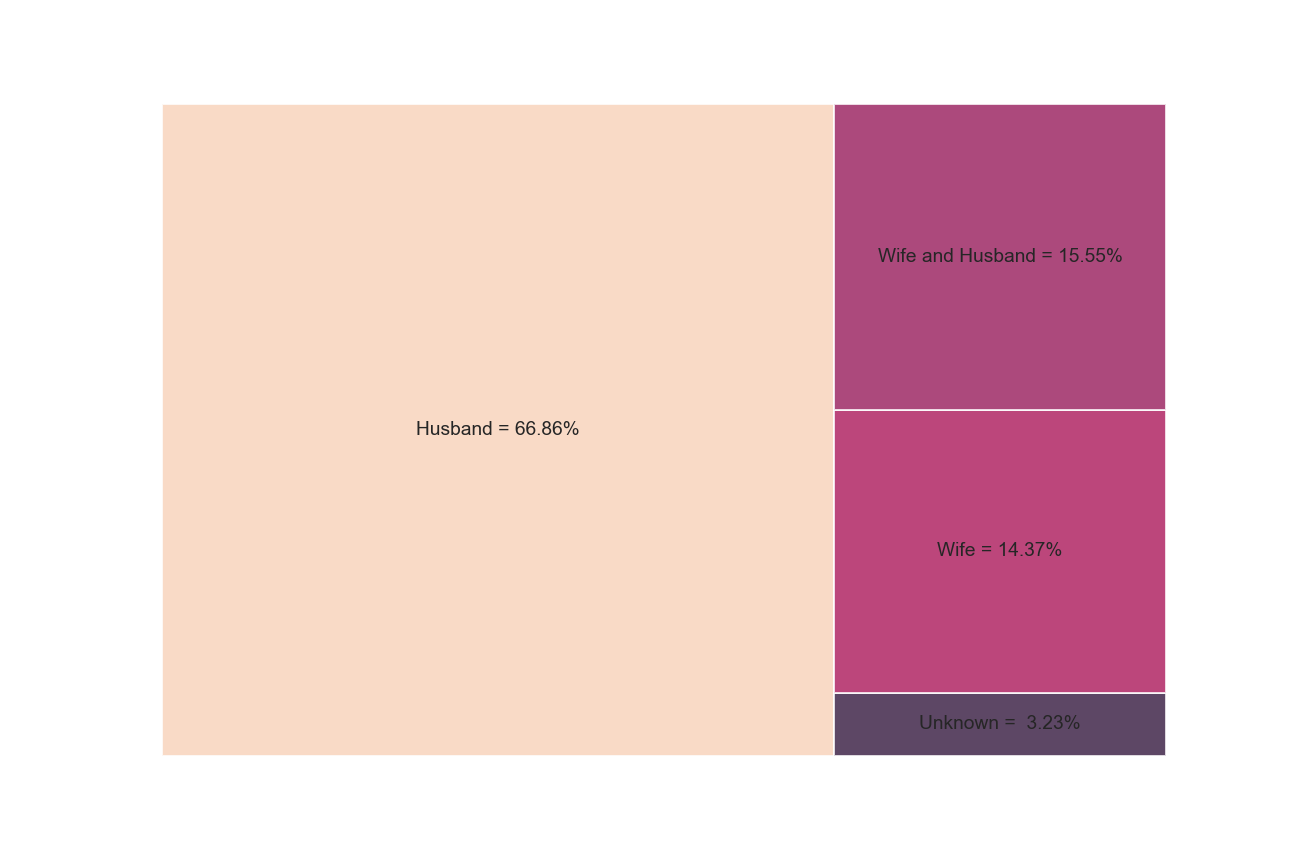 Husband = 66.86%
Wife and Husband = 15.55%
Wife = 14.37%
Unknown =  3.23%